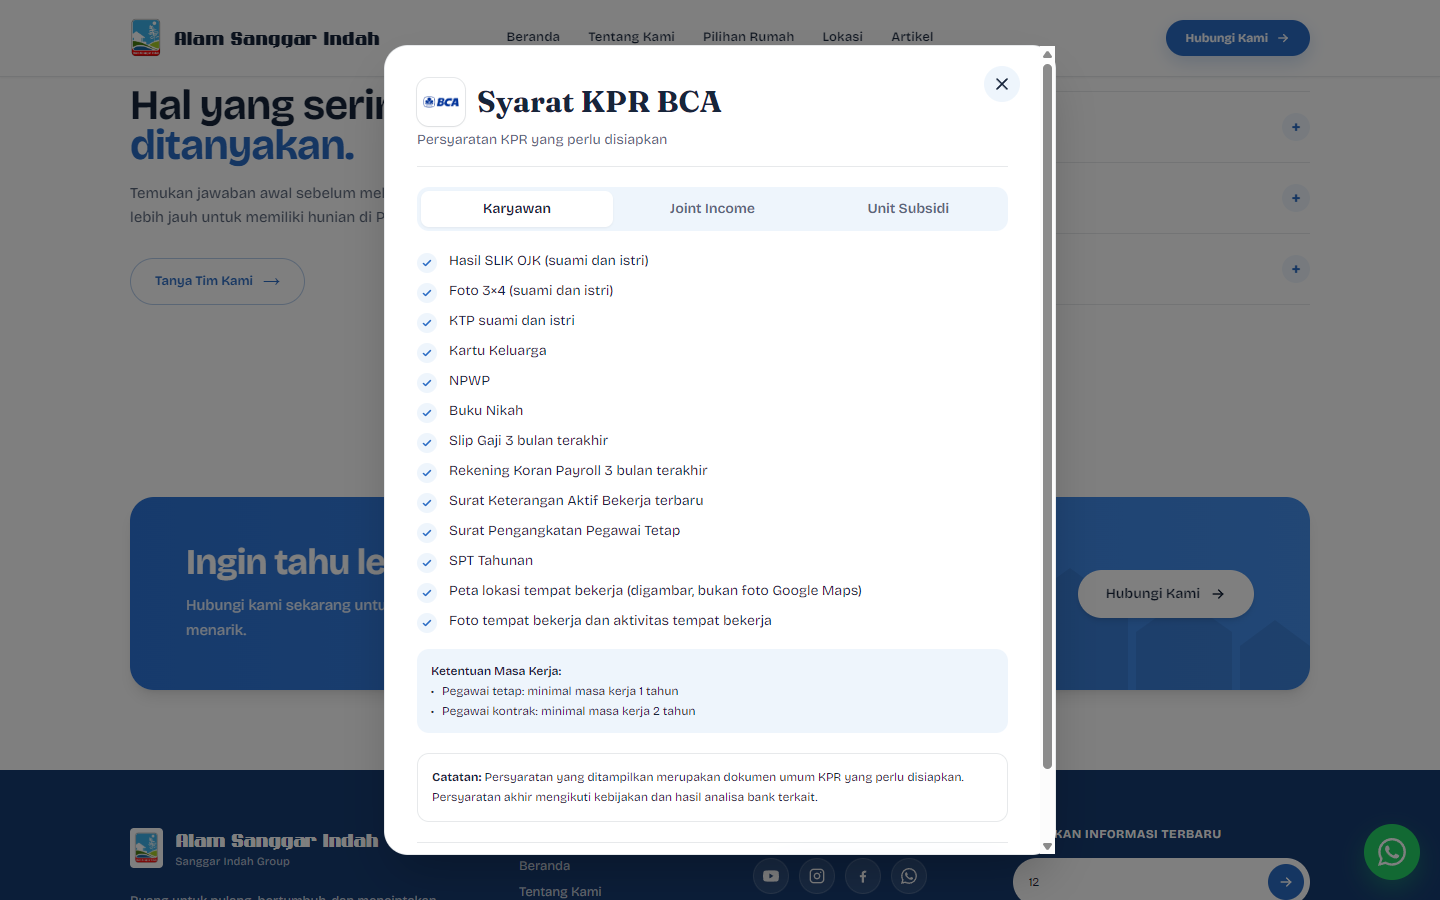 Alam Sanggar Indah
Beranda
Tentang Kami
Pilihan Rumah
Lokasi
Artikel
Hubungi Kami
Hal yang
ditanyakan.
Temukan jawaban awal sebelum
lebih jauh untuk memiliki hunian di
Tanya Tim Kami
BCA
Syarat KPR BCA
Persyaratan KPR yang perlu disiapkan
Karyawan
Joint Income
Unit Subsidi
Hasil SLIK OJK (suami dan istri)
Foto 3×4 (suami dan istri)
KTP suami dan istri
Kartu Keluarga
NPWP
Buku Nikah
Slip Gaji 3 bulan terakhir
Rekening Koran Payroll 3 bulan terakhir
Surat Keterangan Aktif Bekerja terbaru
Surat Pengangkatan Pegawai Tetap
SPT Tahunan
Peta lokasi tempat bekerja (digambar, bukan foto Google Maps)
Foto tempat bekerja dan aktivitas tempat bekerja
Ketentuan Masa Kerja:
• Pegawai tetap: minimal masa kerja 1 tahun
• Pegawai kontrak: minimal masa kerja 2 tahun
Catatan: Persyaratan yang ditampilkan merupakan dokumen umum KPR yang perlu disiapkan.
Persyaratan akhir mengikuti kebijakan dan hasil analisa bank terkait.
Ingin tahu
Hubungi kami sekarang
menarik.
Hubungi Kami
Alam Sanggar Indah
Sanggar Indah Group
Beranda
Tentang Kami
INFORMASI TERBARU
12